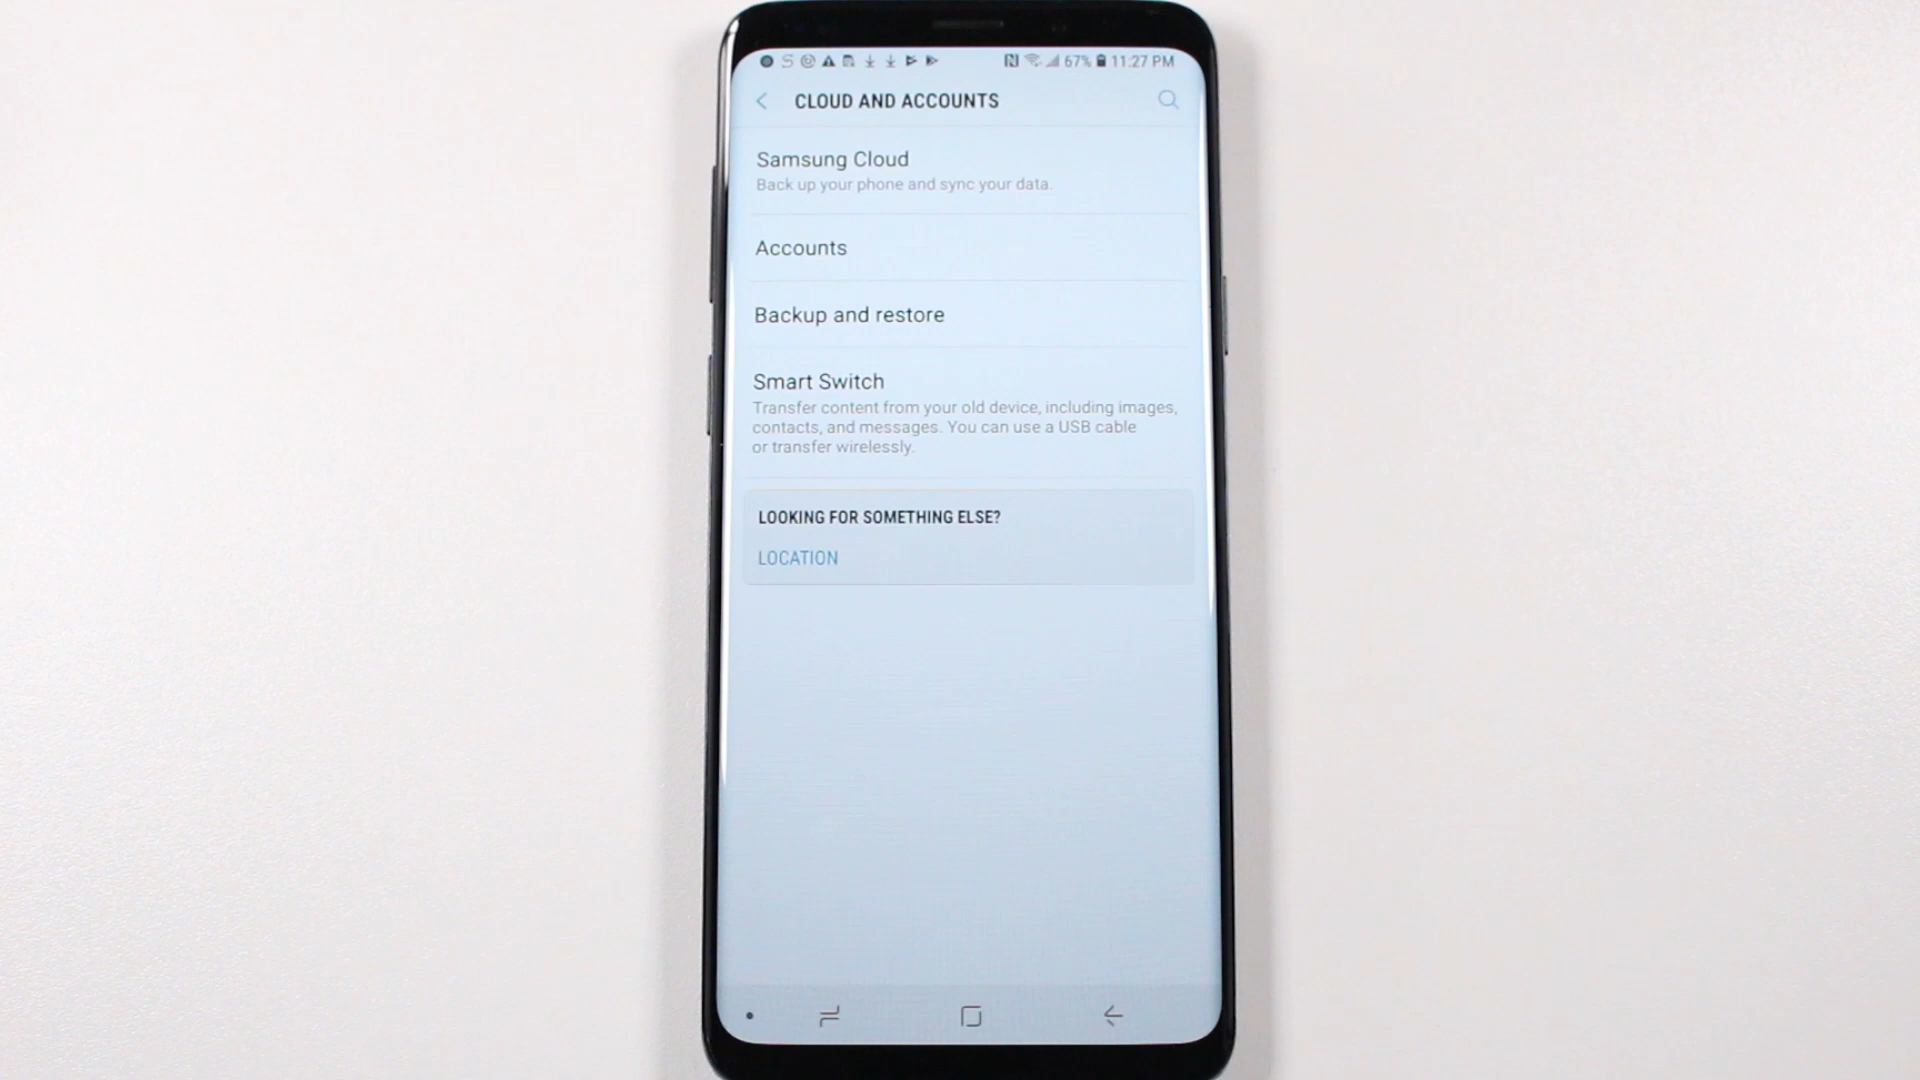 67% 11:27 PM
CLOUD AND ACCOUNTS
Samsung Cloud
Back up your phone and sync your data.
Accounts
Backup and restore
Smart Switch
Transfer content from your old device, including images,
contacts, and messages. You can use a USB cable
or transfer wirelessly.
LOOKING FOR SOMETHING ELSE?
LOCATION